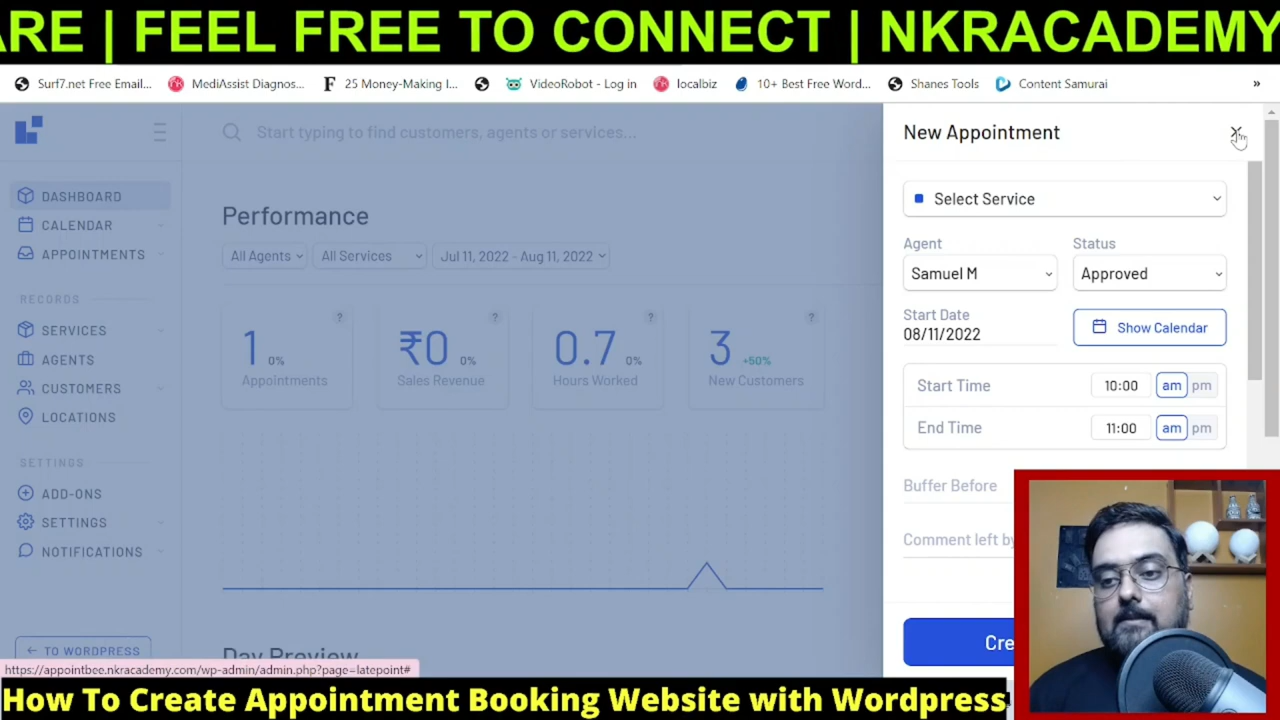 ARE | FEEL FREE TO CONNECT | NKRACADEMY
Surf7.net Free Email... MediAssist Diagnos... 25 Money-Making I... VideoRobot - Log in localbiz 10+ Best Free Word... Shanes Tools Content Samurai »
Start typing to find customers, agents or services...
New Appointment
DASHBOARD
CALENDAR
APPOINTMENTS
RECORDS
SERVICES
AGENTS
CUSTOMERS
LOCATIONS
SETTINGS
ADD-ONS
SETTINGS
NOTIFICATIONS
← TO WORDPRESS
Performance
All Agents All Services Jul 11, 2022 - Aug 11, 2022
? ? ? ?
1 0% ₹0 0% 0.7 0% 3 +50%
Appointments Sales Revenue Hours Worked New Customers
Day Preview
Select Service
Agent Status
Samuel M Approved
Start Date
08/11/2022 Show Calendar
Start Time 10:00 am pm
End Time 11:00 am pm
Buffer Before
Comment left by
Cre
https://appointbee.nkracademy.com/wp-admin/admin.php?page=latepoint#
How To Create Appointment Booking Website with Wordpress